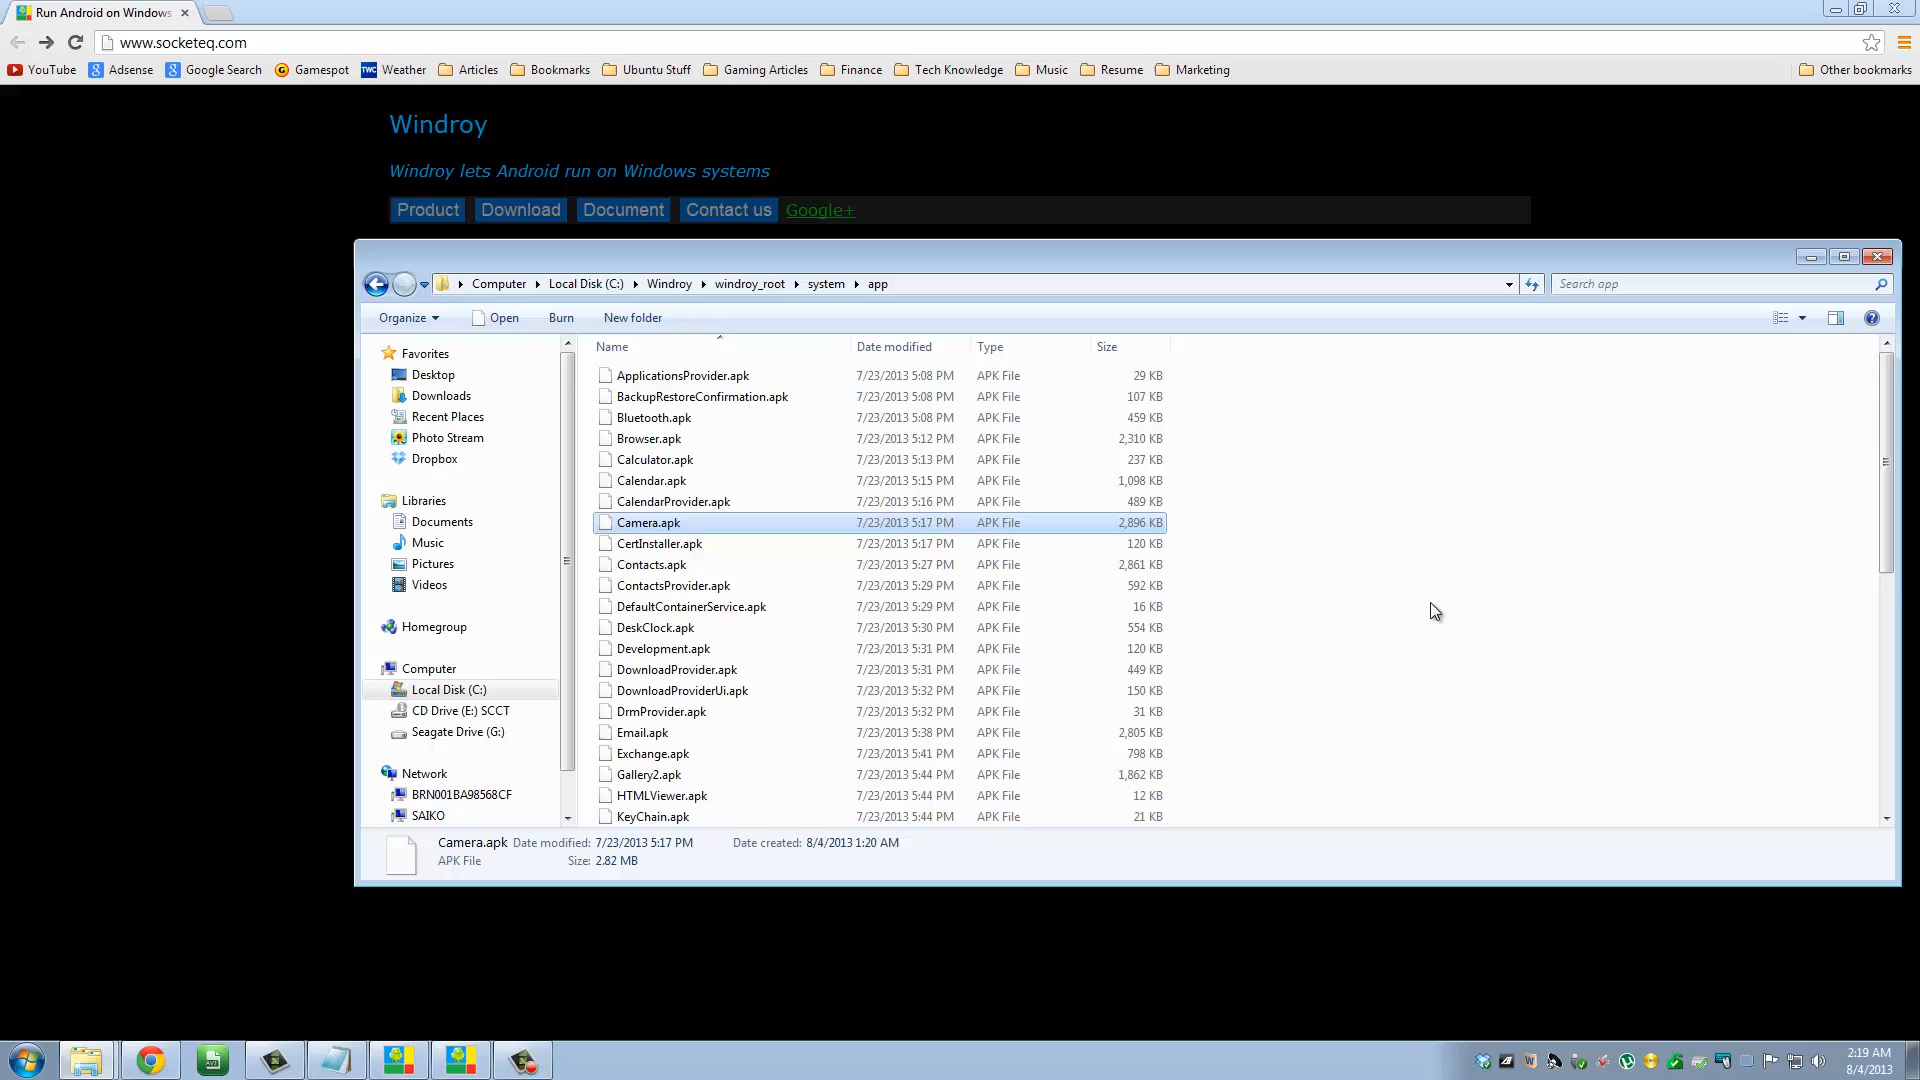 Run Android on Windows
www.socketeq.com
YouTube Adsense Google Search Gamespot TWC Weather Articles Bookmarks Ubuntu Stuff Gaming Articles Finance Tech Knowledge Music Resume Marketing Other bookmarks
Windroy
Windroy lets Android run on Windows systems
Product Download Document Contact us Google+
Computer Local Disk (C:) Windroy windroy_root system app Search app
Organize Open Burn New folder
Name Date modified Type Size
Favorites
Desktop
Downloads
Recent Places
Photo Stream
Dropbox
Libraries
Documents
Music
Pictures
Videos
Homegroup
Computer
Local Disk (C:)
CD Drive (E:) SCCT
Seagate Drive (G:)
Network
BRN001BA98568CF
SAIKO
ApplicationsProvider.apk 7/23/2013 5:08 PM APK File 29 KB
BackupRestoreConfirmation.apk 7/23/2013 5:08 PM APK File 107 KB
Bluetooth.apk 7/23/2013 5:08 PM APK File 459 KB
Browser.apk 7/23/2013 5:12 PM APK File 2,310 KB
Calculator.apk 7/23/2013 5:13 PM APK File 237 KB
Calendar.apk 7/23/2013 5:15 PM APK File 1,098 KB
CalendarProvider.apk 7/23/2013 5:16 PM APK File 489 KB
Camera.apk 7/23/2013 5:17 PM APK File 2,896 KB
CertInstaller.apk 7/23/2013 5:17 PM APK File 120 KB
Contacts.apk 7/23/2013 5:27 PM APK File 2,861 KB
ContactsProvider.apk 7/23/2013 5:29 PM APK File 592 KB
DefaultContainerService.apk 7/23/2013 5:29 PM APK File 16 KB
DeskClock.apk 7/23/2013 5:30 PM APK File 554 KB
Development.apk 7/23/2013 5:31 PM APK File 120 KB
DownloadProvider.apk 7/23/2013 5:31 PM APK File 449 KB
DownloadProviderUi.apk 7/23/2013 5:32 PM APK File 150 KB
DrmProvider.apk 7/23/2013 5:32 PM APK File 31 KB
Email.apk 7/23/2013 5:38 PM APK File 2,805 KB
Exchange.apk 7/23/2013 5:41 PM APK File 798 KB
Gallery2.apk 7/23/2013 5:44 PM APK File 1,862 KB
HTMLViewer.apk 7/23/2013 5:44 PM APK File 12 KB
KeyChain.apk 7/23/2013 5:44 PM APK File 21 KB
Camera.apk Date modified: 7/23/2013 5:17 PM Date created: 8/4/2013 1:20 AM
APK File Size: 2.82 MB
2:19 AM
8/4/2013